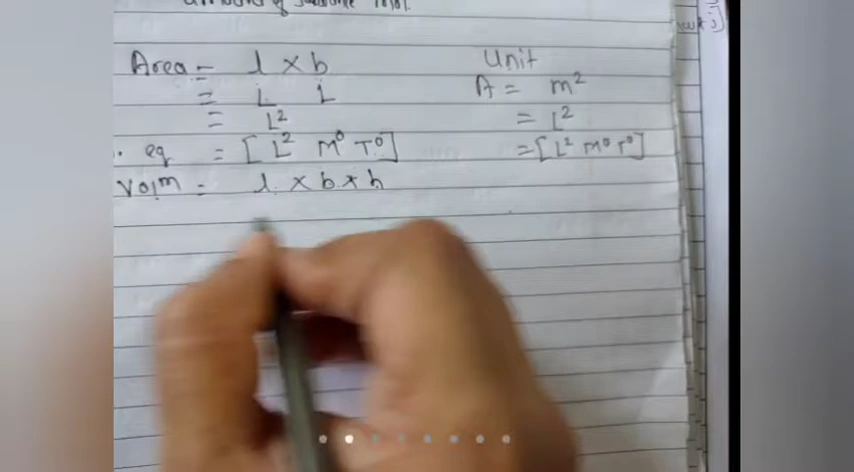 Area = l × b Unit
= L L A = m²
= L² = L²
. eq = [ L² M⁰ T⁰ ] = [ L² M⁰ T⁰ ]
Volm = l × b × h